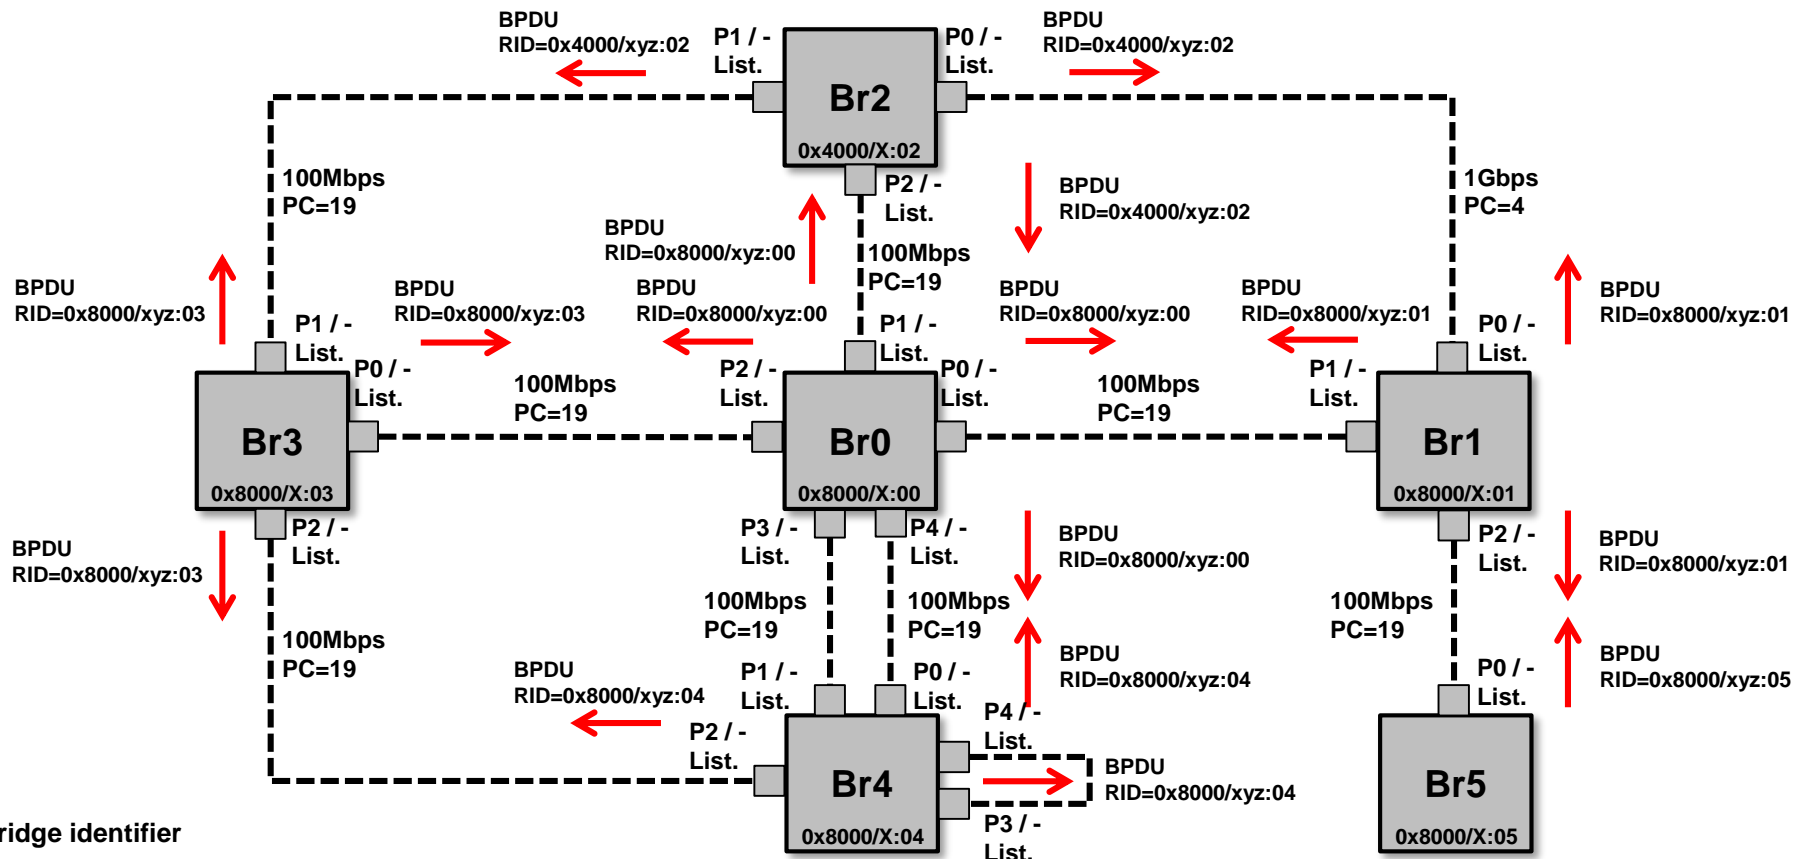 BPDU
RID=0x4000/xyz:02
P1 / -
List.
Br2
0x4000/X:02
P0 / -
List.
BPDU
RID=0x4000/xyz:02
100Mbps
PC=19
P2 / -
List.
BPDU
RID=0x4000/xyz:02
1Gbps
PC=4
BPDU
RID=0x8000/xyz:00
100Mbps
PC=19
BPDU
RID=0x8000/xyz:03
P1 / -
List.
BPDU
RID=0x8000/xyz:03
BPDU
RID=0x8000/xyz:00
P1 / -
List.
BPDU
RID=0x8000/xyz:00
BPDU
RID=0x8000/xyz:01
P0 / -
List.
BPDU
RID=0x8000/xyz:01
P0 / -
List.
100Mbps
PC=19
P2 / -
List.
P0 / -
List.
100Mbps
PC=19
P1 / -
List.
Br3
0x8000/X:03
Br0
0x8000/X:00
Br1
0x8000/X:01
BPDU
RID=0x8000/xyz:03
P2 / -
List.
P3 / -
List.
P4 / -
List.
BPDU
RID=0x8000/xyz:00
P2 / -
List.
BPDU
RID=0x8000/xyz:01
100Mbps
PC=19
100Mbps
PC=19
100Mbps
PC=19
100Mbps
PC=19
BPDU
RID=0x8000/xyz:04
P1 / -
List.
P0 / -
List.
BPDU
RID=0x8000/xyz:04
P0 / -
List.
BPDU
RID=0x8000/xyz:05
P2 / -
List.
P4 / -
List.
Br4
0x8000/X:04
BPDU
RID=0x8000/xyz:04
P3 / -
List.
Br5
0x8000/X:05
ridge identifier